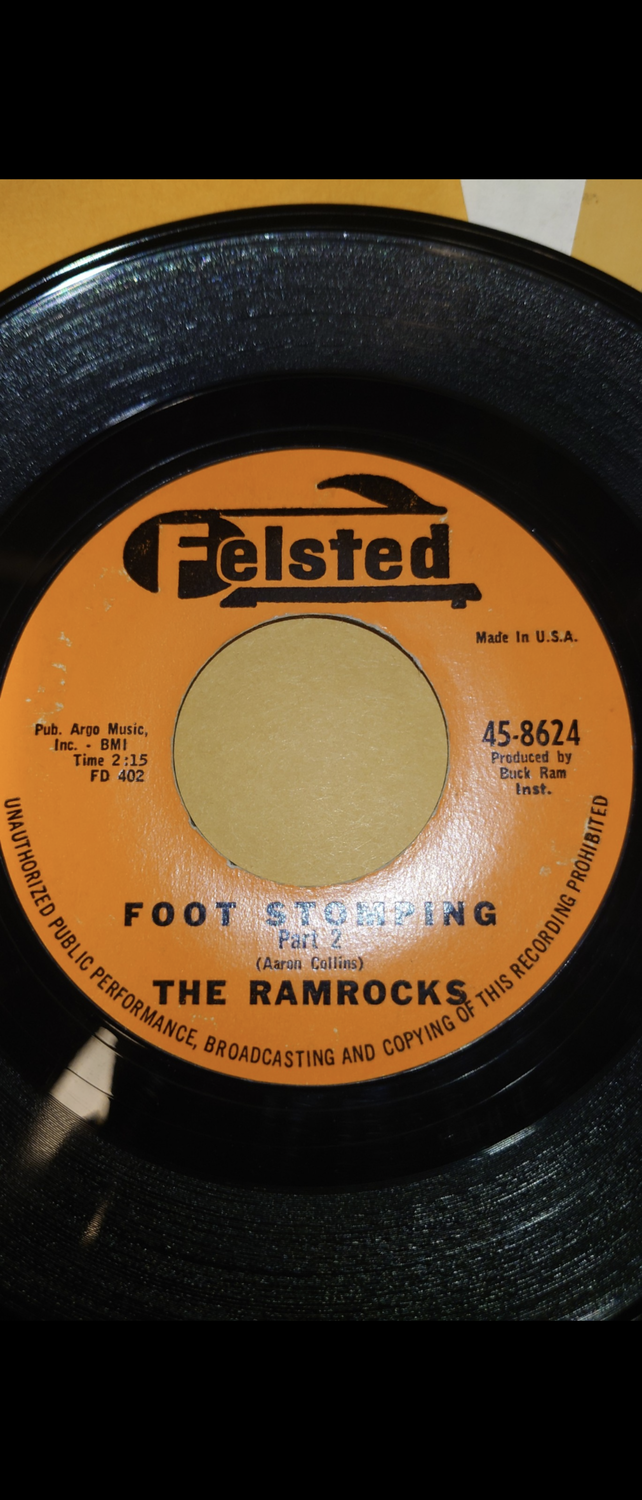 Felsted
Made In U.S.A.
Pub. Argo Music,
Inc. - BMI
Time 2:15
FD 402
45-8624
Produced by
Buck Ram
Inst.
FOOT STOMPING
Part 2
(Aaron Collins)
THE RAMROCKS
UNAUTHORIZED PUBLIC PERFORMANCE, BROADCASTING AND COPYING OF THIS RECORDING PROHIBITED